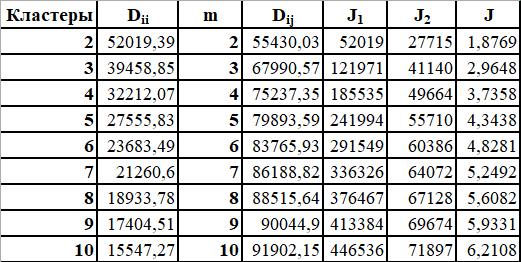 Кластеры Dii m Dij J1 J2 J
2 52019,39 2 55430,03 52019 27715 1,8769
3 39458,85 3 67990,57 121971 41140 2,9648
4 32212,07 4 75237,35 185535 49664 3,7358
5 27555,83 5 79893,59 241994 55710 4,3438
6 23683,49 6 83765,93 291549 60386 4,8281
7 21260,6 7 86188,82 336326 64072 5,2492
8 18933,78 8 88515,64 376467 67128 5,6082
9 17404,51 9 90044,9 413384 69674 5,9331
10 15547,27 10 91902,15 446536 71897 6,2108